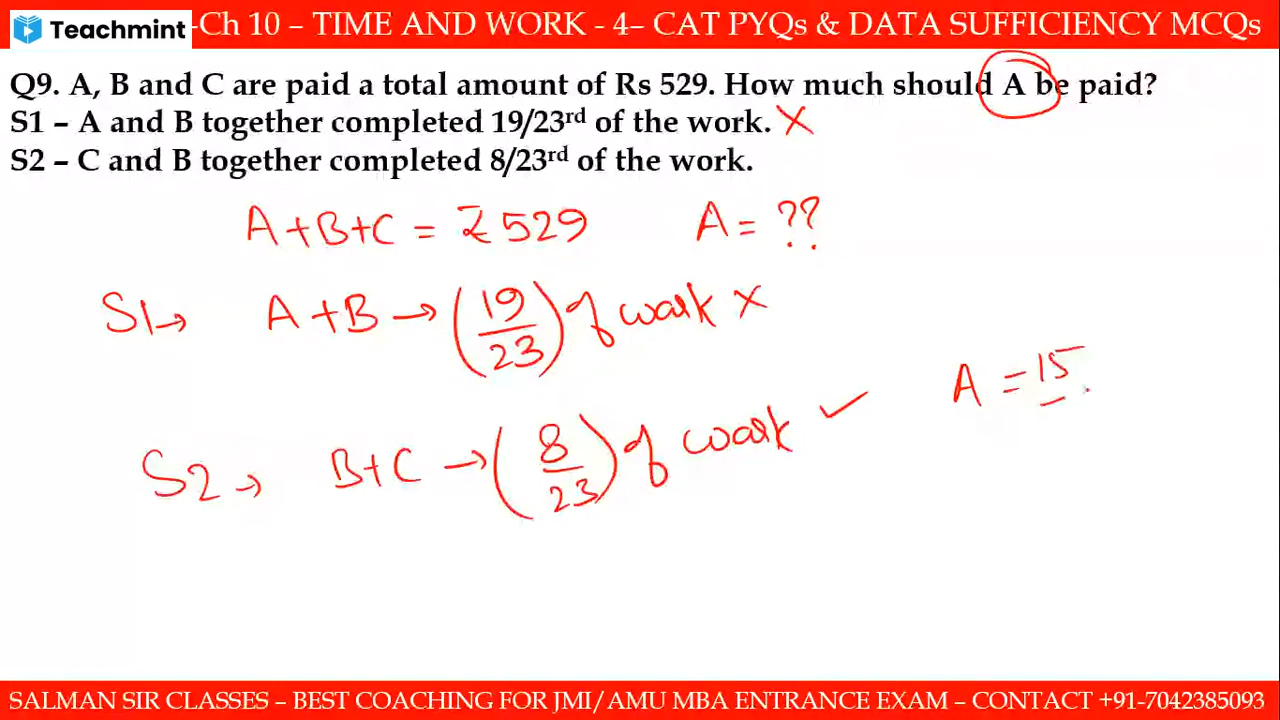 Teachmint -Ch 10 – TIME AND WORK - 4– CAT PYQs & DATA SUFFICIENCY MCQs
Q9. A, B and C are paid a total amount of Rs 529. How much should A be paid?
S1 – A and B together completed 19/23rd of the work. X
S2 – C and B together completed 8/23rd of the work.
A+B+C = ₹529 A = ??
S1→ A+B → (19/23) of work X
A = 15
S2→ B+C → (8/23) of work ✓
SALMAN SIR CLASSES – BEST COACHING FOR JMI/AMU MBA ENTRANCE EXAM – CONTACT +91-7042385093